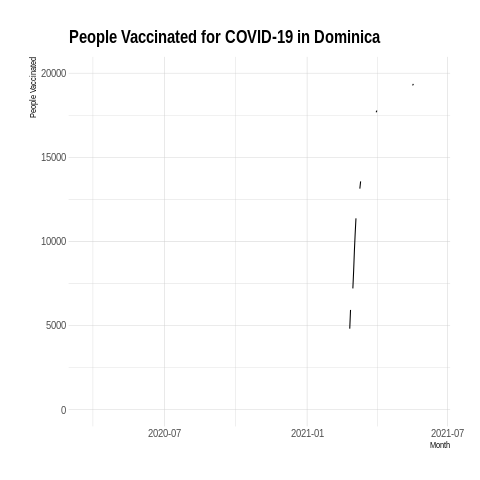 People Vaccinated for COVID-19 in Dominica
People Vaccinated
20000
15000
10000
5000
0
2020-07
2021-01
2021-07
Month